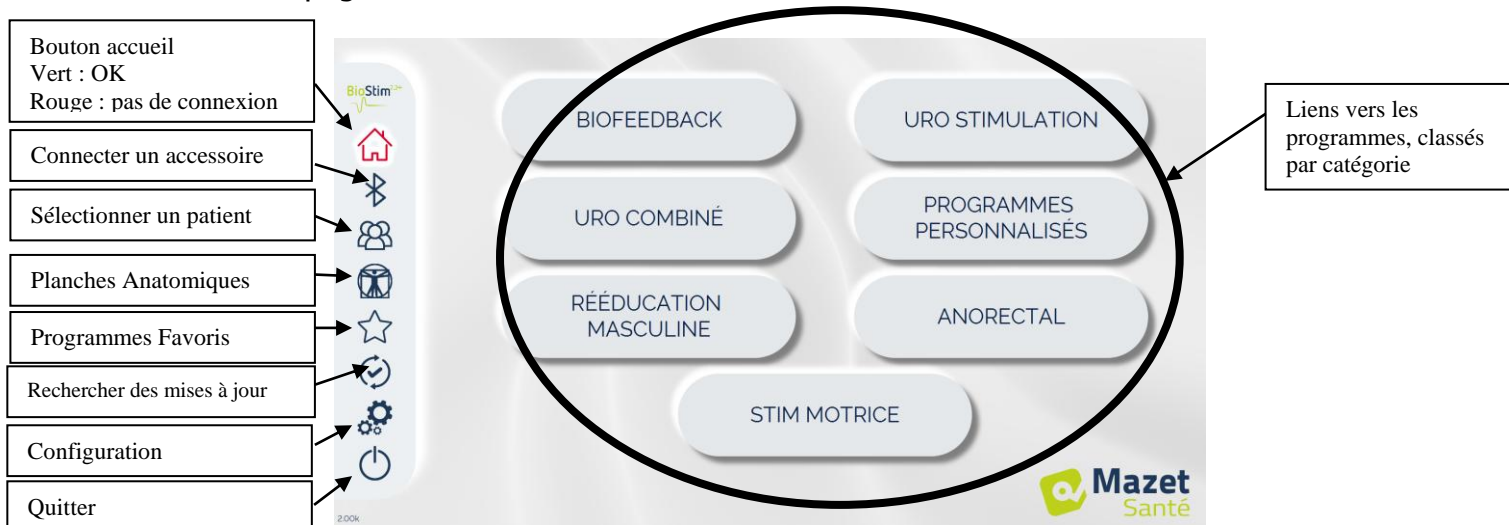 Bouton accueil
Vert : OK
Rouge : pas de connexion
Connecter un accessoire
Sélectionner un patient
Planches Anatomiques
Programmes Favoris
Rechercher des mises à jour
Configuration
Quitter
BioStim
BIOFEEDBACK
URO STIMULATION
URO COMBINÉ
PROGRAMMES
PERSONNALISÉS
RÉÉDUCATION
MASCULINE
ANORECTAL
STIM MOTRICE
Mazet
Santé
2.00k
Liens vers les
programmes, classés
par catégorie